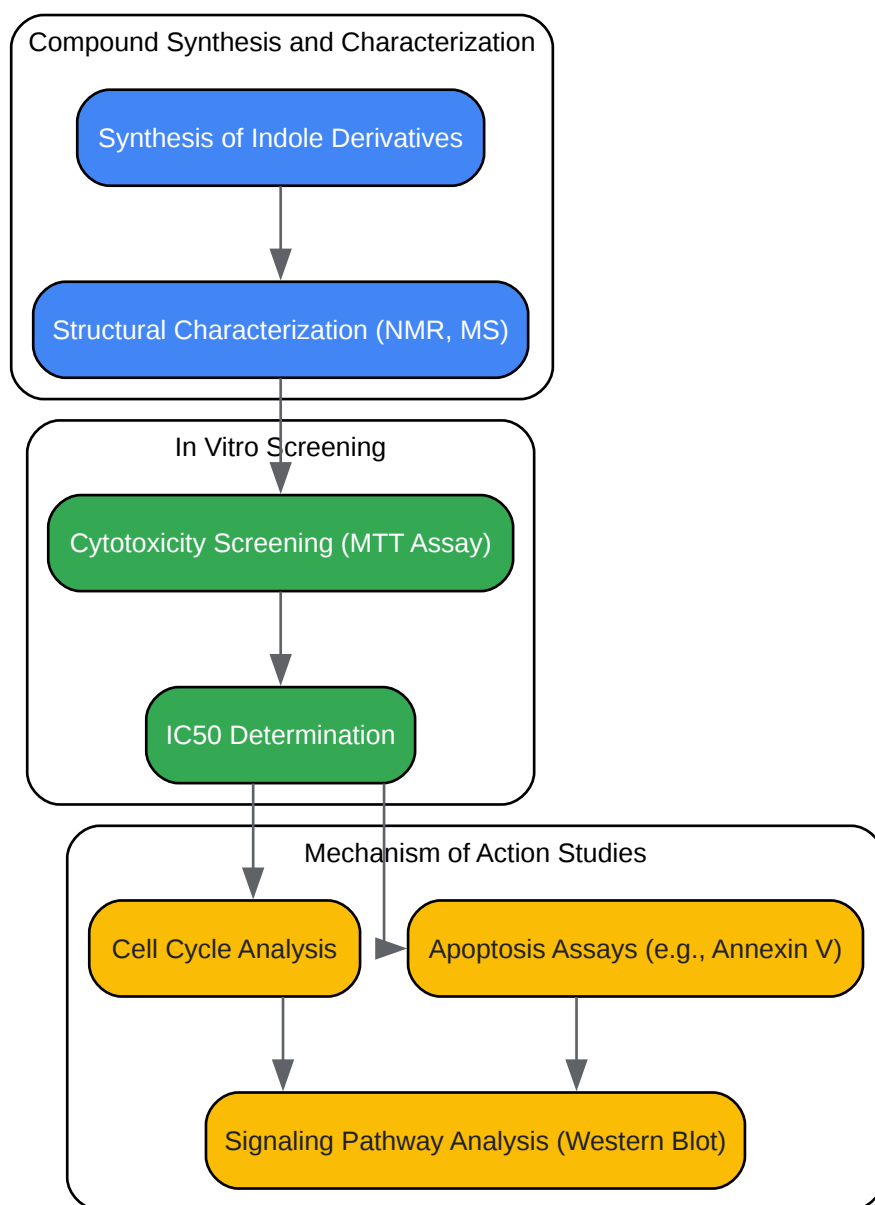 Compound Synthesis and Characterization
Synthesis of Indole Derivatives
Structural Characterization (NMR, MS)
In Vitro Screening
Cytotoxicity Screening (MTT Assay)
IC50 Determination
Mechanism of Action Studies
Cell Cycle Analysis
Apoptosis Assays (e.g., Annexin V)
Signaling Pathway Analysis (Western Blot)